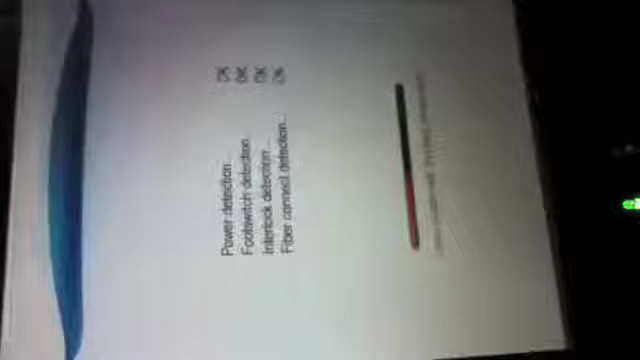 Power detection... OK
Footswitch detection... OK
Interlock detection... OK
Fiber connect detection... OK